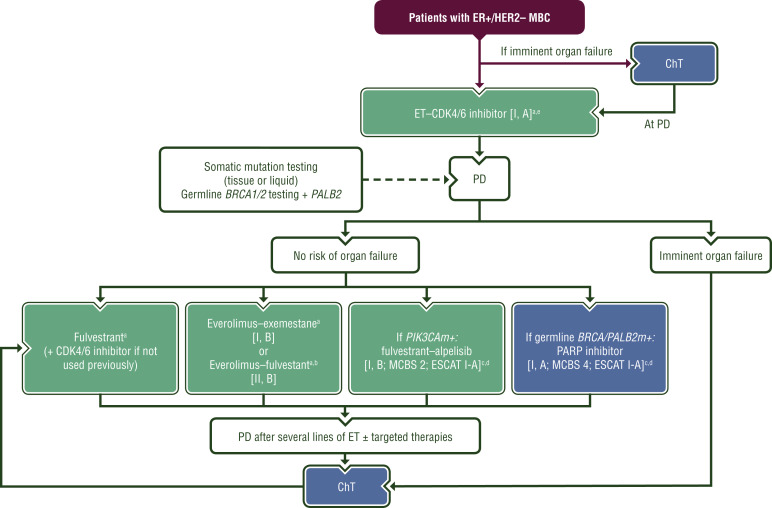 Patients with ER+/HER2– MBC
If imminent organ failure
ChT
ET–CDK4/6 inhibitor [I, A]a,e
At PD
Somatic mutation testing
(tissue or liquid)
Germline BRCA1/2 testing + PALB2
PD
No risk of organ failure
Imminent organ failure
Fulvestranta
(+ CDK4/6 inhibitor if not
used previously)
Everolimus–exemestanea
[I, B]
or
Everolimus–fulvestranta,b
[II, B]
If PIK3CAm+:
fulvestrant–alpelisib
[I, B; MCBS 2; ESCAT I-A]c,d
If germline BRCA/PALB2m+:
PARP inhibitor
[I, A; MCBS 4; ESCAT I-A]c,d
PD after several lines of ET ± targeted therapies
ChT